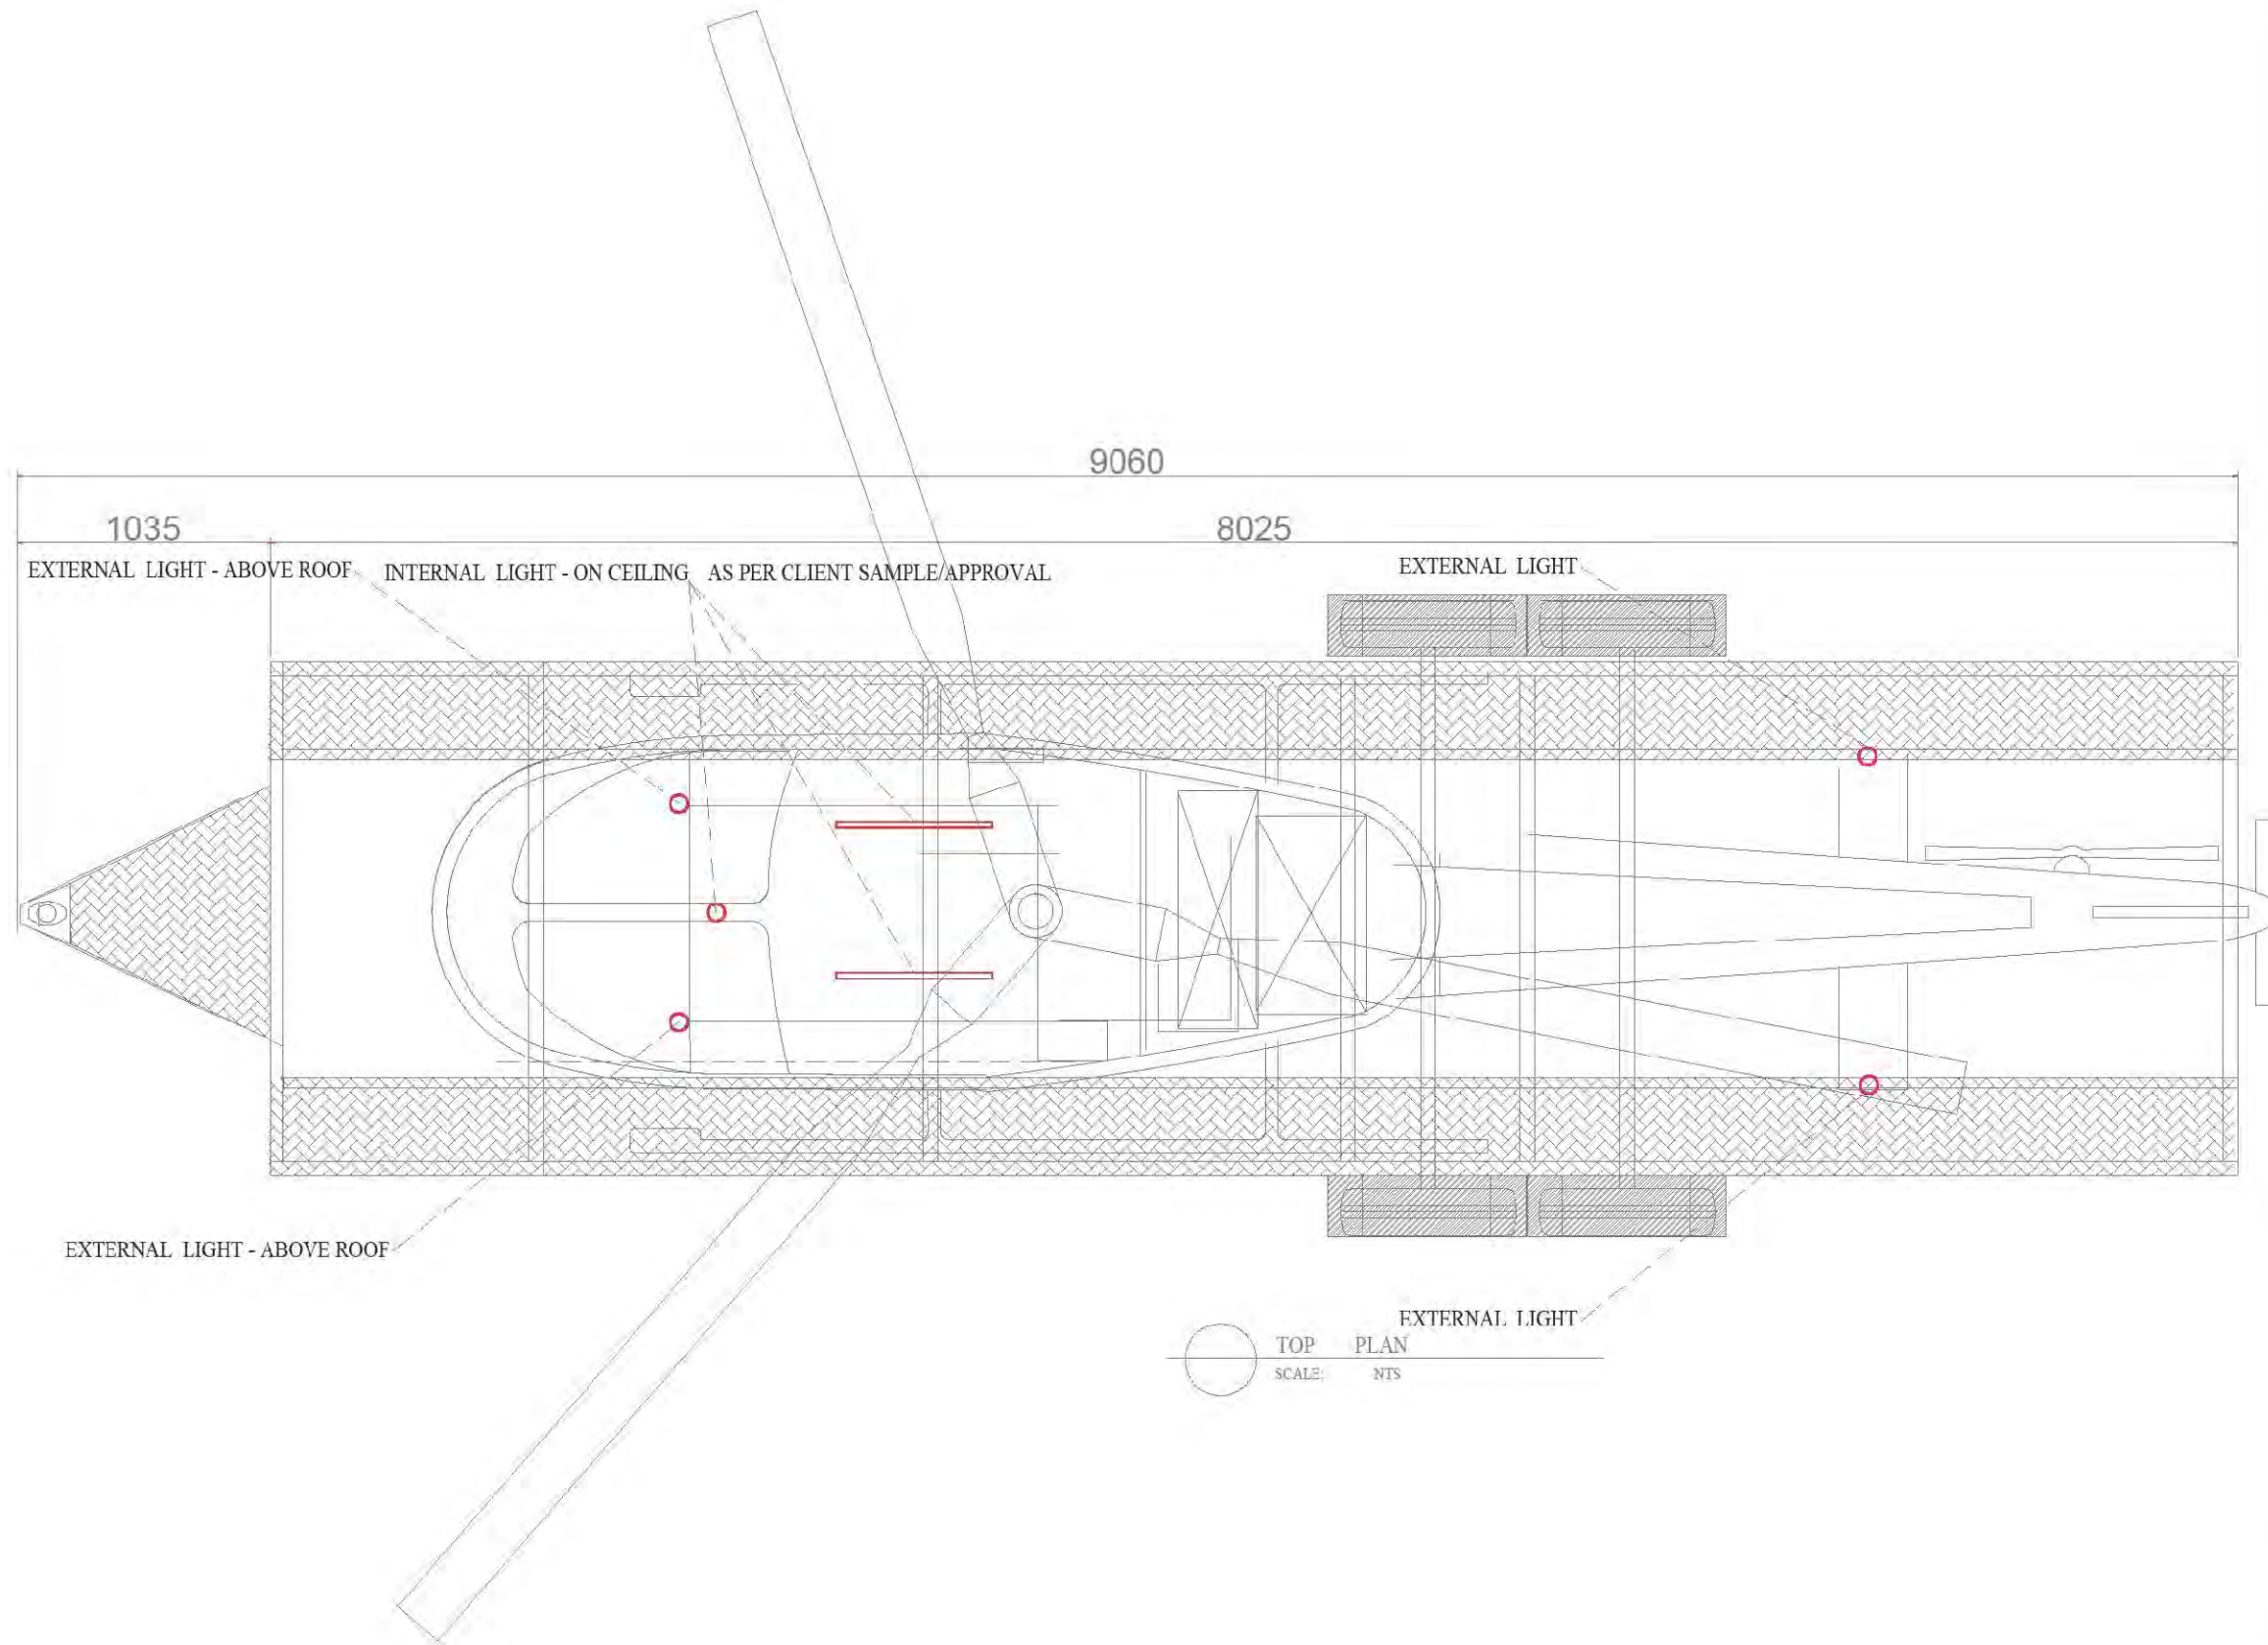 9060
1035
8025
EXTERNAL LIGHT - ABOVE ROOF
INTERNAL LIGHT - ON CEILING AS PER CLIENT SAMPLE/APPROVAL
EXTERNAL LIGHT
EXTERNAL LIGHT - ABOVE ROOF
EXTERNAL LIGHT
TOP PLAN
SCALE: NTS